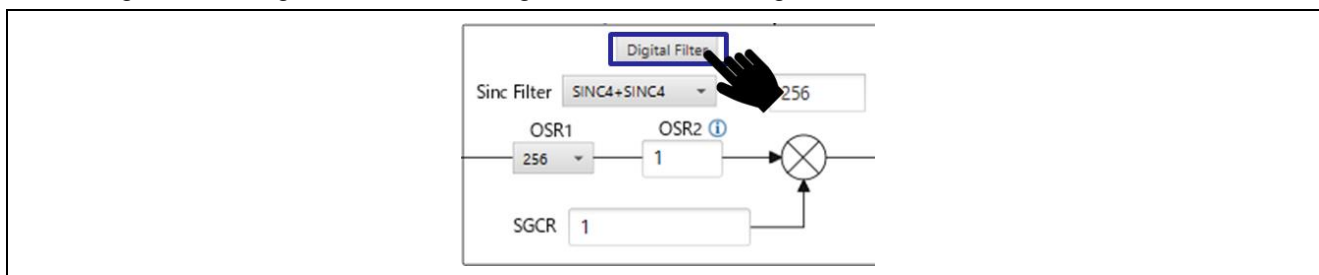 Digital Filter
Sinc Filter SINC4+SINC4 256
OSR1 OSR2 ⓘ
256 1
SGCR 1